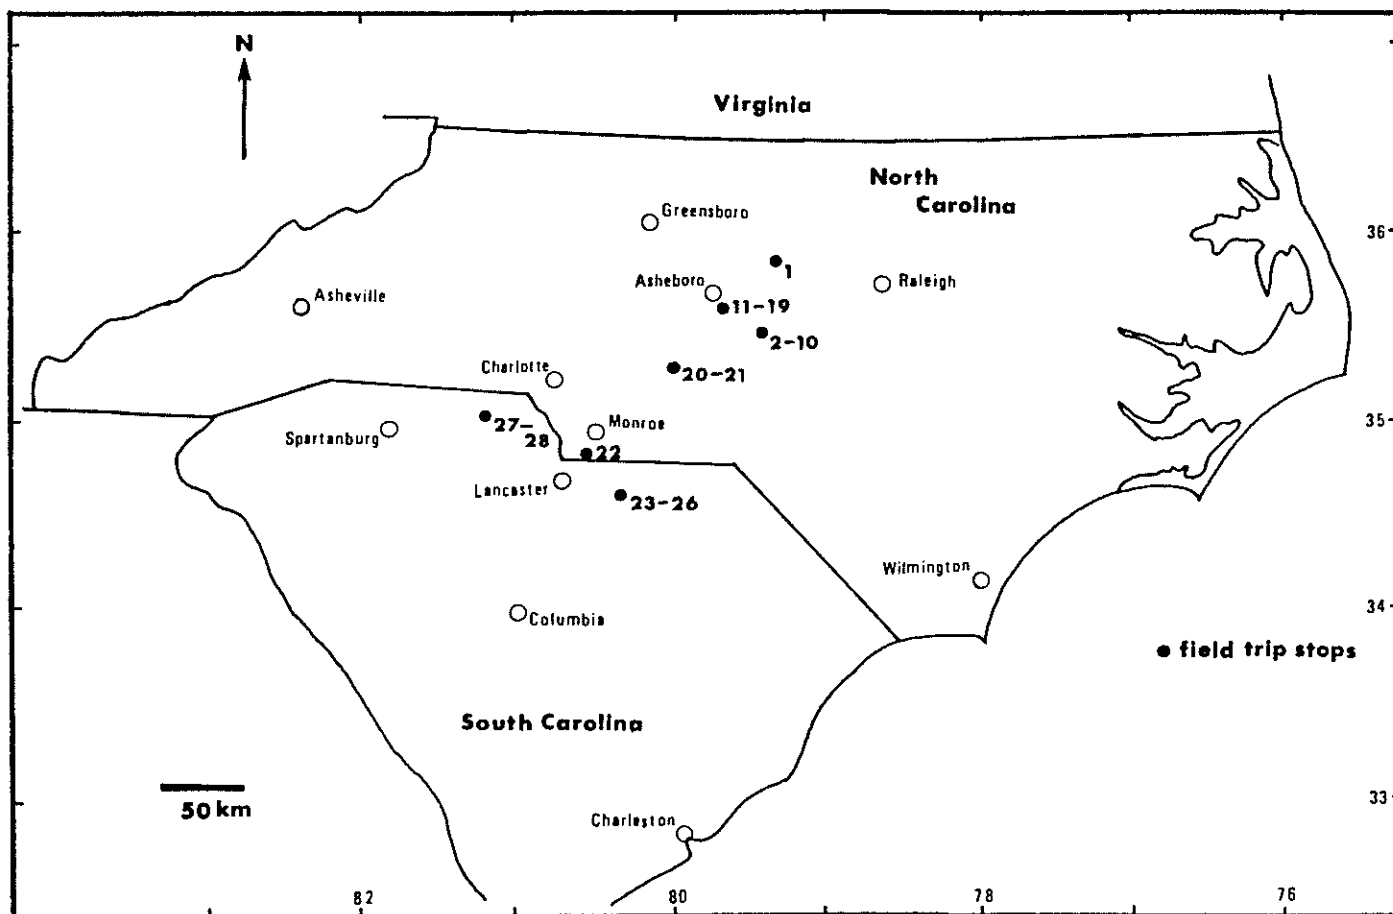 N
Virginia
North
Carolina
Greensboro
36
1
Asheboro
Raleigh
Asheville
11-19
2-10
Charlotte
20-21
27-
28
Monroe
35
Spartanburg
22
Lancaster
23-26
Wilmington
34
Columbia
field trip stops
South Carolina
50 km
33
Charleston
82
80
78
76